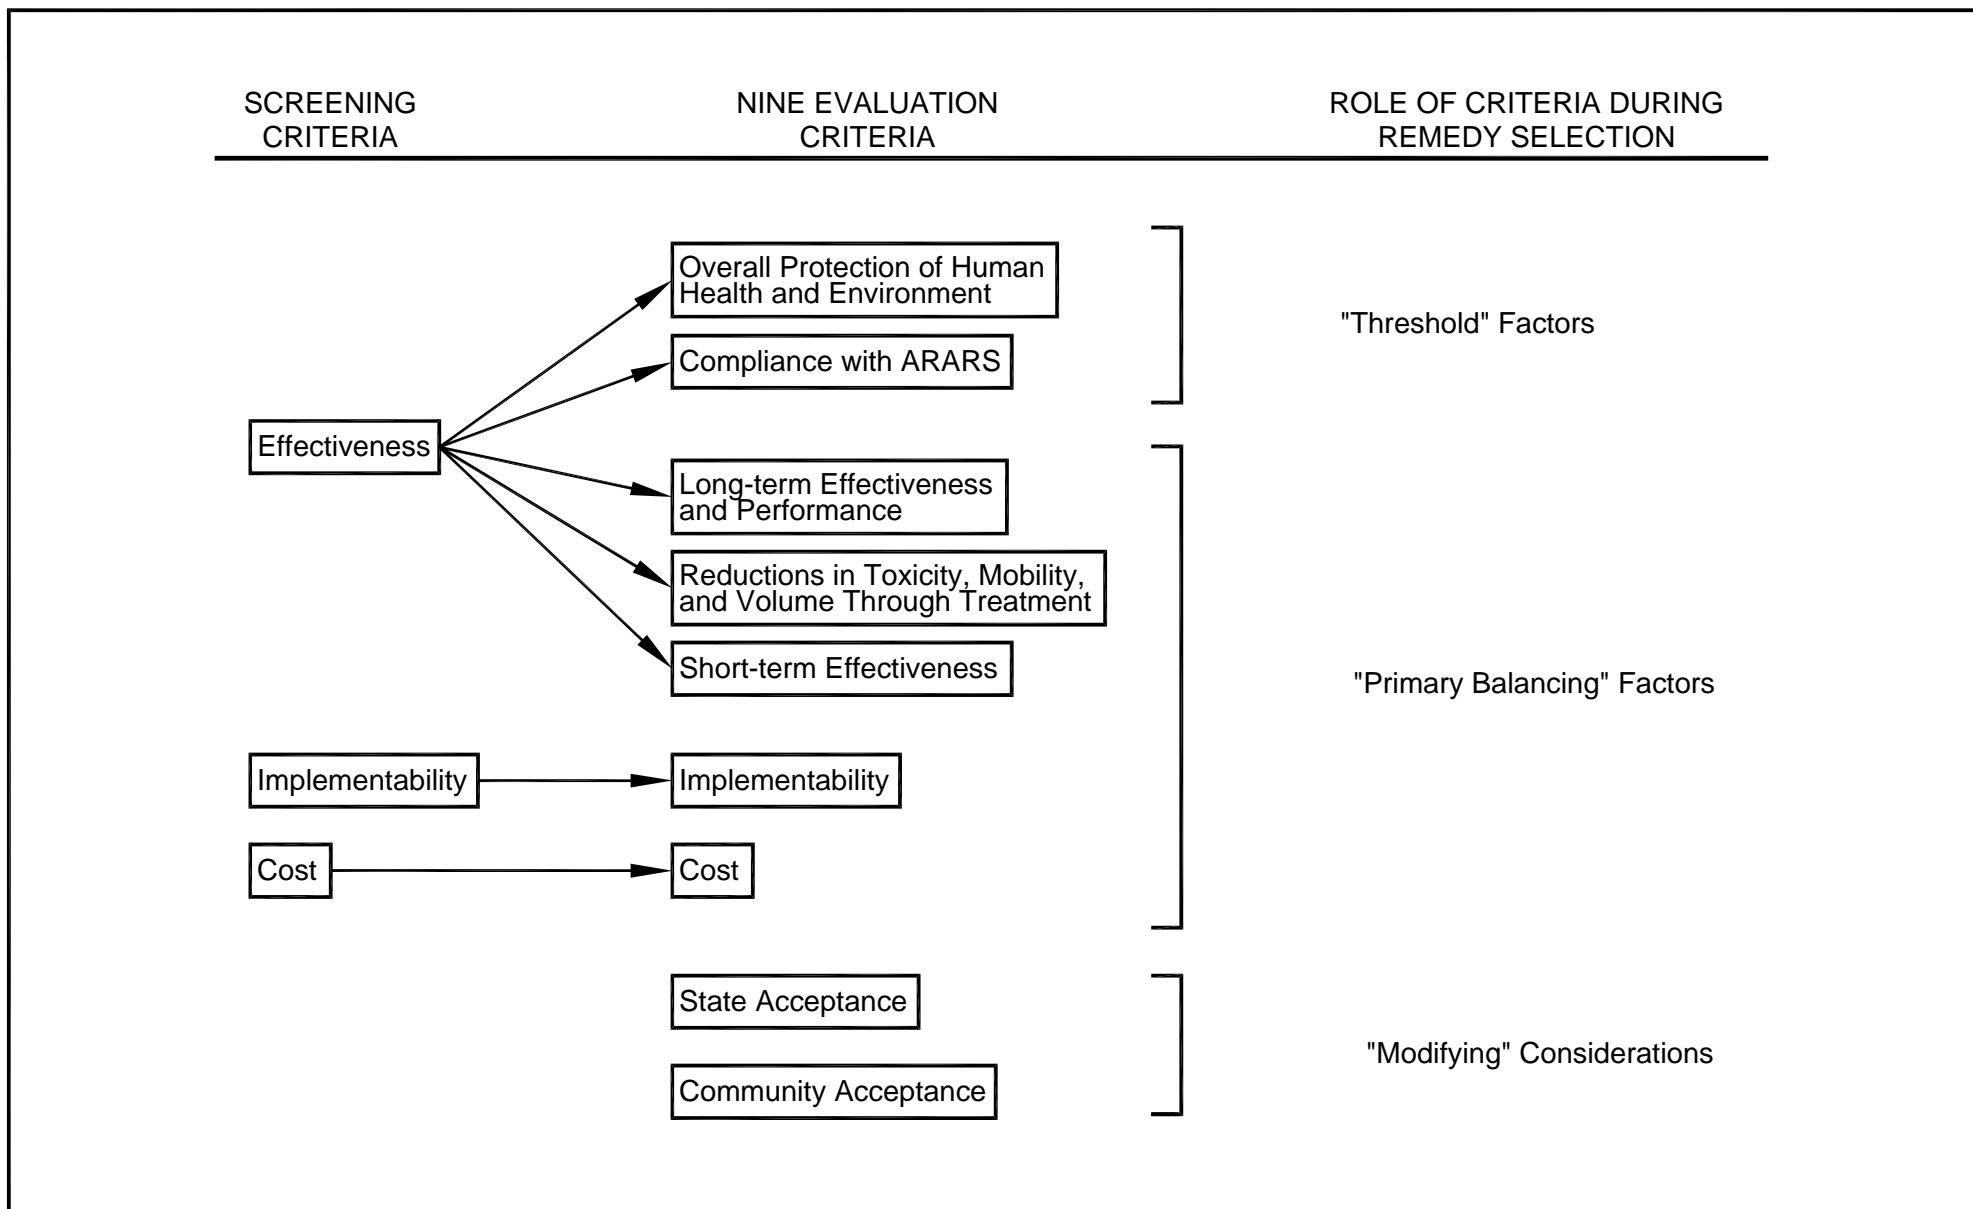 SCREENING
CRITERIA
NINE EVALUATION
CRITERIA
ROLE OF CRITERIA DURING
REMEDY SELECTION
Overall Protection of Human
Health and Environment
Compliance with ARARS
"Threshold" Factors
Effectiveness
Long-term Effectiveness
and Performance
Reductions in Toxicity, Mobility,
and Volume Through Treatment
Short-term Effectiveness
"Primary Balancing" Factors
Implementability
Implementability
Cost
Cost
State Acceptance
"Modifying" Considerations
Community Acceptance